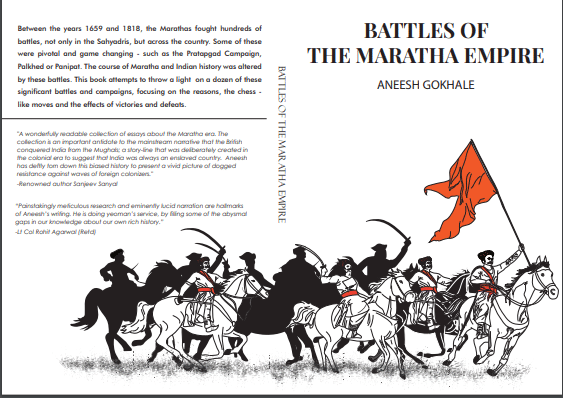 Between the years 1659 and 1818, the Marathas fought hundreds of
battles, not only in the Sahyadris, but across the country. Some of these
were pivotal and game changing - such as the Pratapgad Campaign,
Palkhed or Panipat. The course of Maratha and Indian history was altered
by these battles. This book attempts to throw a light on a dozen of these
significant battles and campaigns, focusing on the reasons, the chess -
like moves and the effects of victories and defeats.
"A wonderfully readable collection of essays about the Maratha era. The
collection is an important antidote to the mainstream narrative that the British
conquered India from the Mughals; a story-line that was deliberately created in
the colonial era to suggest that India was always an enslaved country. Aneesh
has deftly torn this biased history to present a vivid picture of dogged
resistance against waves of foreign colonizers."
-Renowned author Sanjeev Sanyal
"Painstakingly meticulous research and eminently lucid narration are hallmarks
of Aneesh's writing. He is doing yeoman's service, by filling some of the abysmal
gaps in our knowledge about our own rich history."
-Lt Col Rohit Agarwal (Retd)
BATTLES OF THE MARATHA EMPIRE
BATTLES OF
THE MARATHA EMPIRE
ANEESH GOKHALE